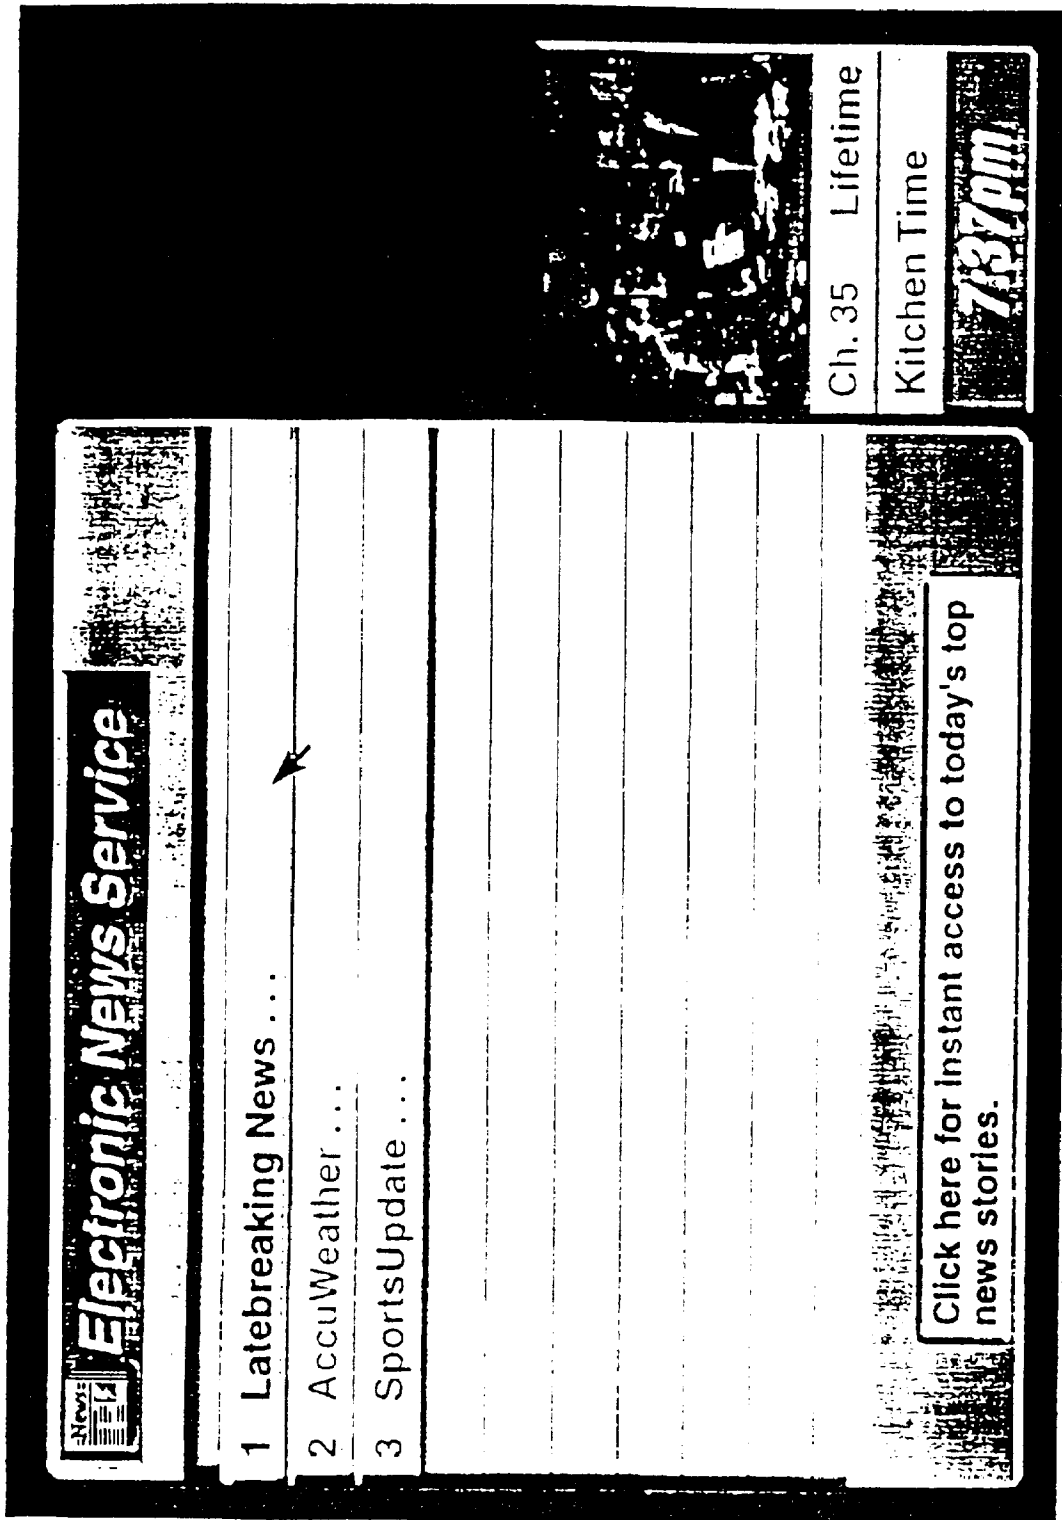 News
Electronic News Service
1 Latebreaking News...
2 AccuWeather...
3 SportsUpdate...
Click here for instant access to today's top
news stories.
Ch. 35 Lifetime
Kitchen Time
7:37pm